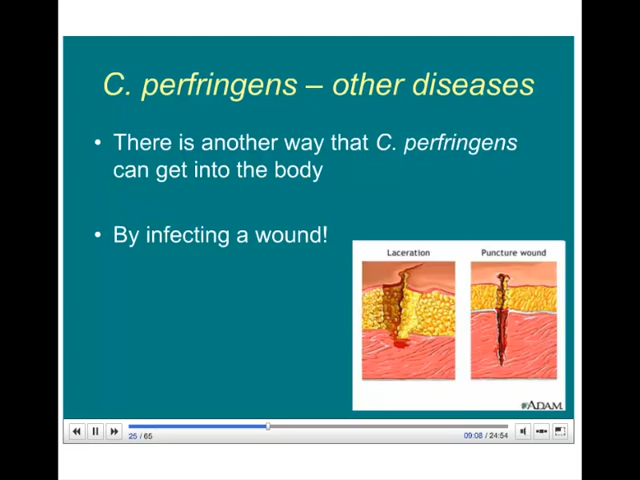 C. perfringens – other diseases
• There is another way that C. perfringens
can get into the body
• By infecting a wound!
Laceration
Puncture wound
ADAM
25 / 65
09:08 / 24:54